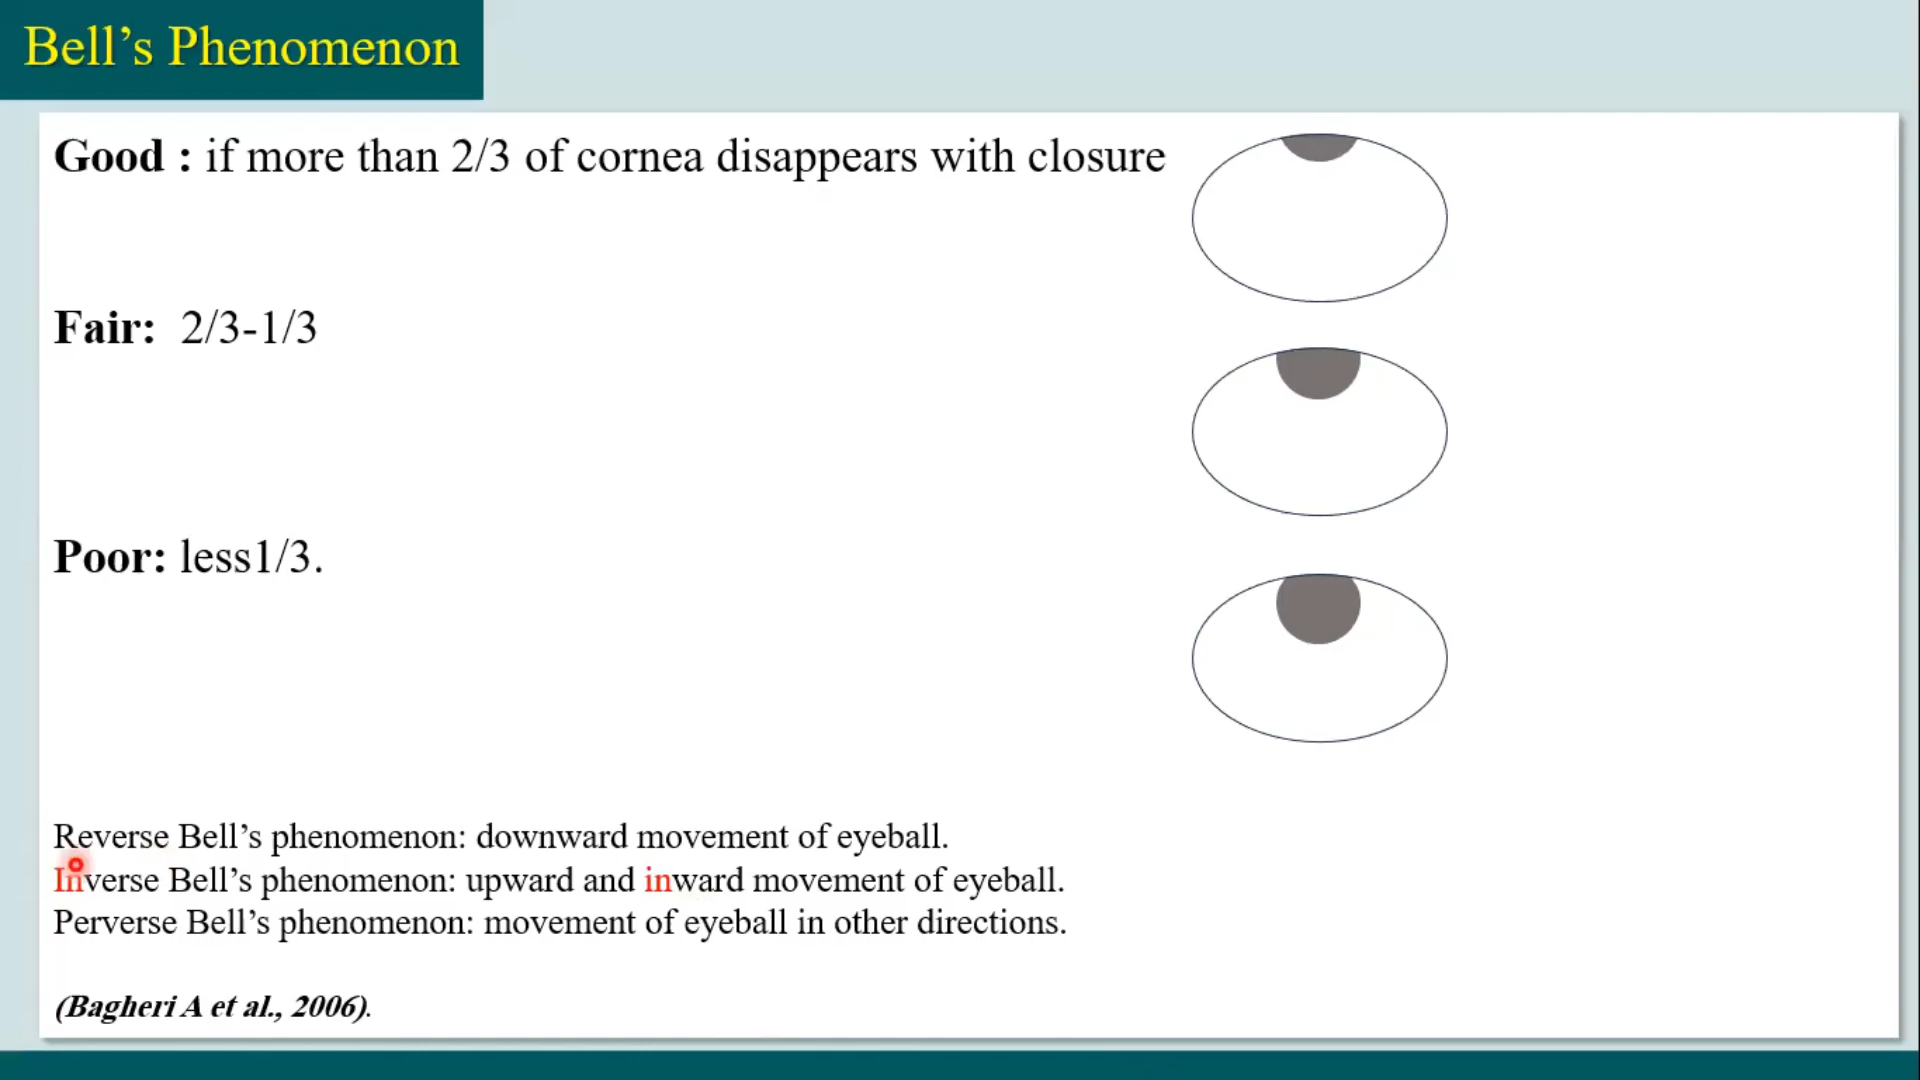 Bell’s Phenomenon
Good : if more than 2/3 of cornea disappears with closure
Fair: 2/3-1/3
Poor: less1/3.
Reverse Bell’s phenomenon: downward movement of eyeball.
Inverse Bell’s phenomenon: upward and inward movement of eyeball.
Perverse Bell’s phenomenon: movement of eyeball in other directions.
(Bagheri A et al., 2006).